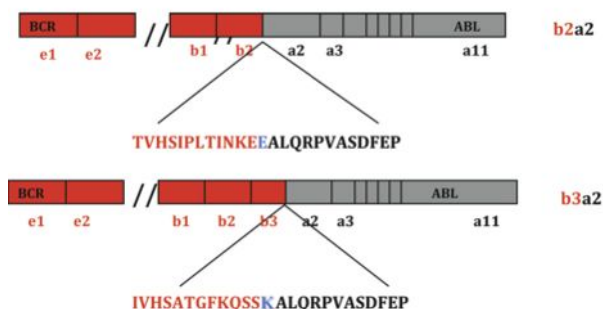 BCR ABL b2a2
e1 e2 // b1 b2 a2 a3 a11
TVHSIPLTINKEEALQRPVASDFEP
BCR ABL b3a2
e1 e2 // b1 b2 b3 a2 a3 a11
IVHSATGFKQSSKALQRPVASDFEP